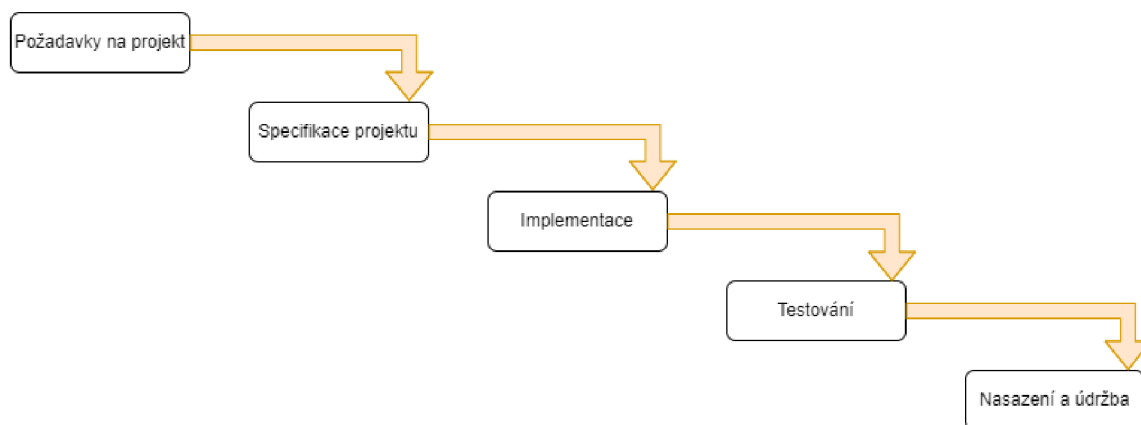 Požadavky na projekt
Specifikace projektu
Implementace
Testování
Nasazení a údržba